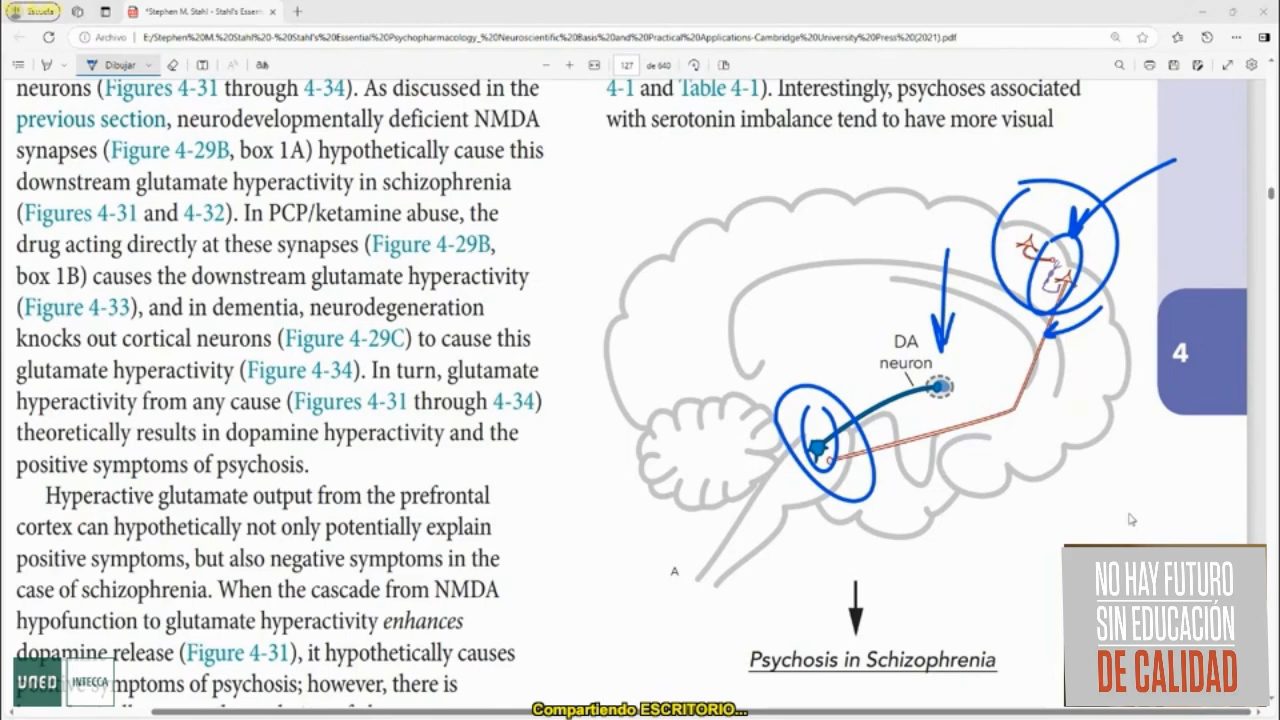 Escuela
*Stephen M. Stahl - Stahl's Essen
Archivo
E:/Stephen%20M.%20Stahl%20-%20Stahl's%20Essential%20Psychopharmacology_%20Neuroscientific%20Basis%20and%20Practical%20Applications-Cambridge%20University%20Press%20(2021).pdf
Dibujar
127
de 640
neurons (Figures 4-31 through 4-34). As discussed in the
previous section, neurodevelopmentally deficient NMDA
synapses (Figure 4-29B, box 1A) hypothetically cause this
downstream glutamate hyperactivity in schizophrenia
(Figures 4-31 and 4-32). In PCP/ketamine abuse, the
drug acting directly at these synapses (Figure 4-29B,
box 1B) causes the downstream glutamate hyperactivity
(Figure 4-33), and in dementia, neurodegeneration
knocks out cortical neurons (Figure 4-29C) to cause this
glutamate hyperactivity (Figure 4-34). In turn, glutamate
hyperactivity from any cause (Figures 4-31 through 4-34)
theoretically results in dopamine hyperactivity and the
positive symptoms of psychosis.
Hyperactive glutamate output from the prefrontal
cortex can hypothetically not only potentially explain
positive symptoms, but also negative symptoms in the
case of schizophrenia. When the cascade from NMDA
hypofunction to glutamate hyperactivity enhances
dopamine release (Figure 4-31), it hypothetically causes
symptoms of psychosis; however, there is
4-1 and Table 4-1). Interestingly, psychoses associated
with serotonin imbalance tend to have more visual
DA
neuron
A
Psychosis in Schizophrenia
4
NO HAY FUTURO
SIN EDUCACIÓN
DE CALIDAD
UNED
INTECCA
Compartiendo ESCRITORIO...